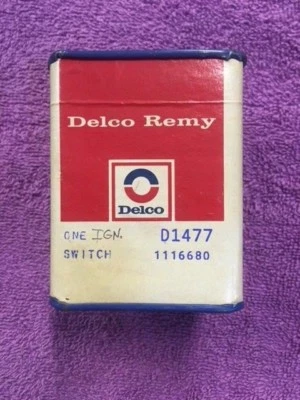 Delco Remy
Delco
ONE IGN. D1477
SWITCH 1116680